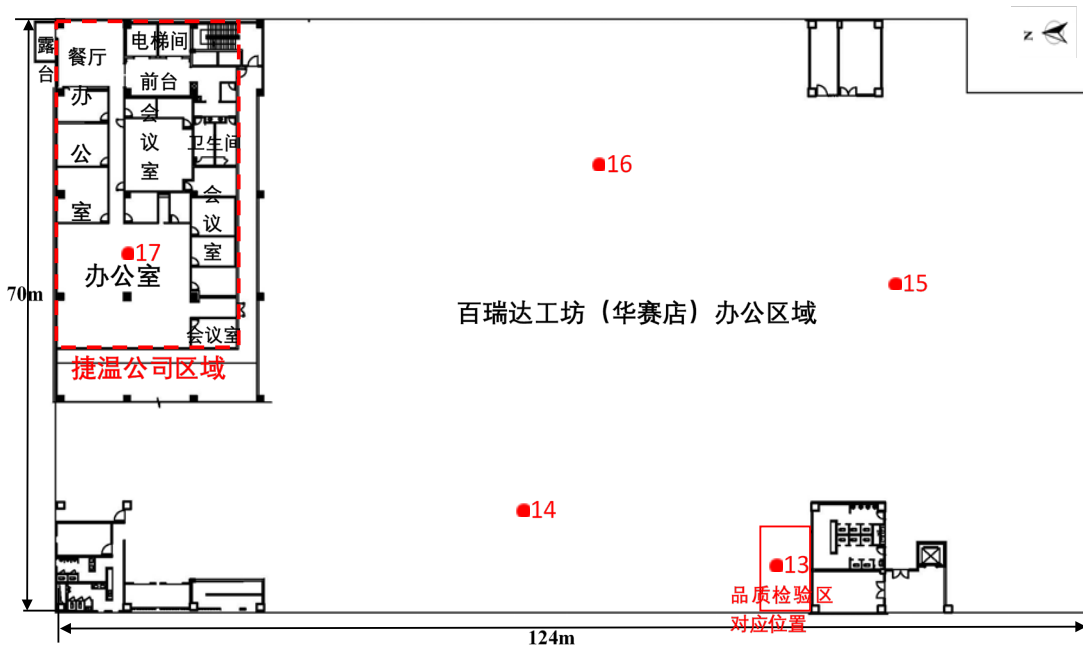 N
露
台
餐厅
电梯间
前台
办
公
室
会
议
室
卫生间
会
议
室
16
17
办公室
15
70m
百瑞达工坊（华赛店）办公区域
会议室
捷温公司区域
14
13
品质检验区
对应位置
124m